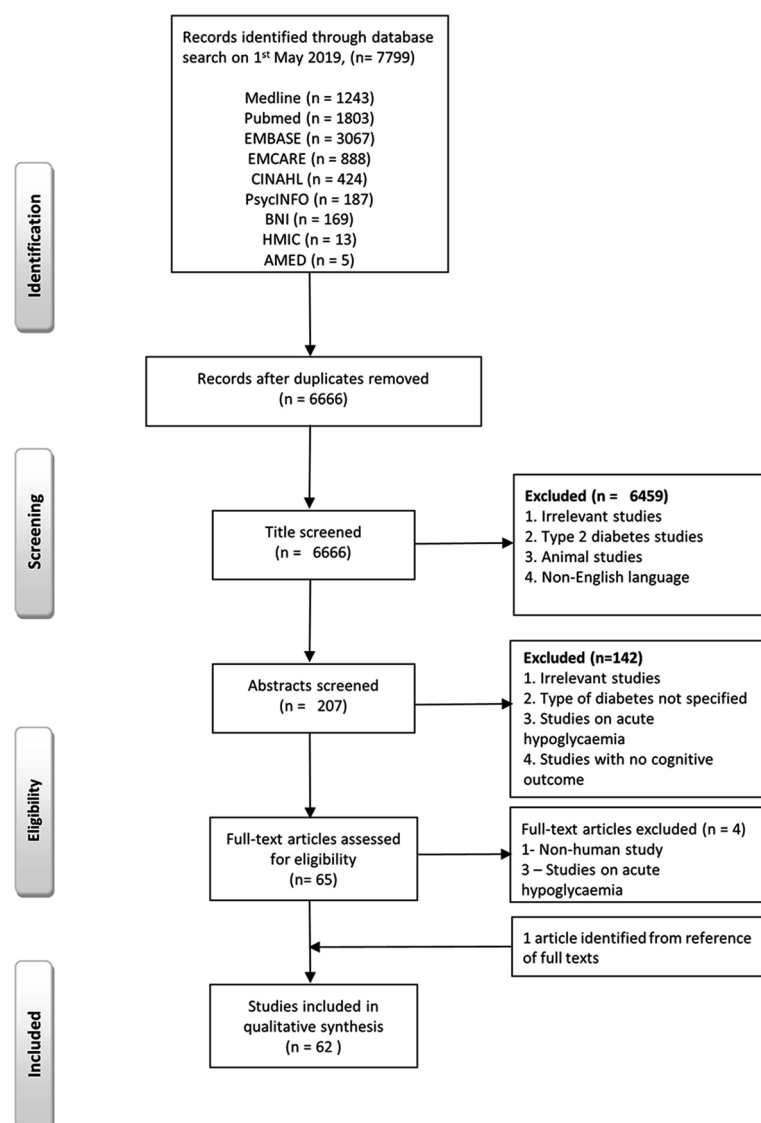 Records identified through database
search on 1st May 2019, (n= 7799)
Medline (n = 1243)
Pubmed (n = 1803)
EMBASE (n = 3067)
EMCARE (n = 888)
CINAHL (n = 424)
PsycINFO (n = 187)
BNI (n = 169)
HMIC (n = 13)
AMED (n = 5)
Identification
Records after duplicates removed
(n = 6666)
Screening
Title screened
(n = 6666)
Excluded (n = 6459)
1. Irrelevant studies
2. Type 2 diabetes studies
3. Animal studies
4. Non-English language
Abstracts screened
(n = 207)
Excluded (n=142)
1. Irrelevant studies
2. Type of diabetes not specified
3. Studies on acute
hypoglycaemia
4. Studies with no cognitive
outcome
Eligibility
Full-text articles assessed
for eligibility
(n= 65)
Full-text articles excluded (n = 4)
1- Non-human study
3 – Studies on acute
hypoglycaemia
1 article identified from reference
of full texts
Included
Studies included in
qualitative synthesis
(n = 62 )